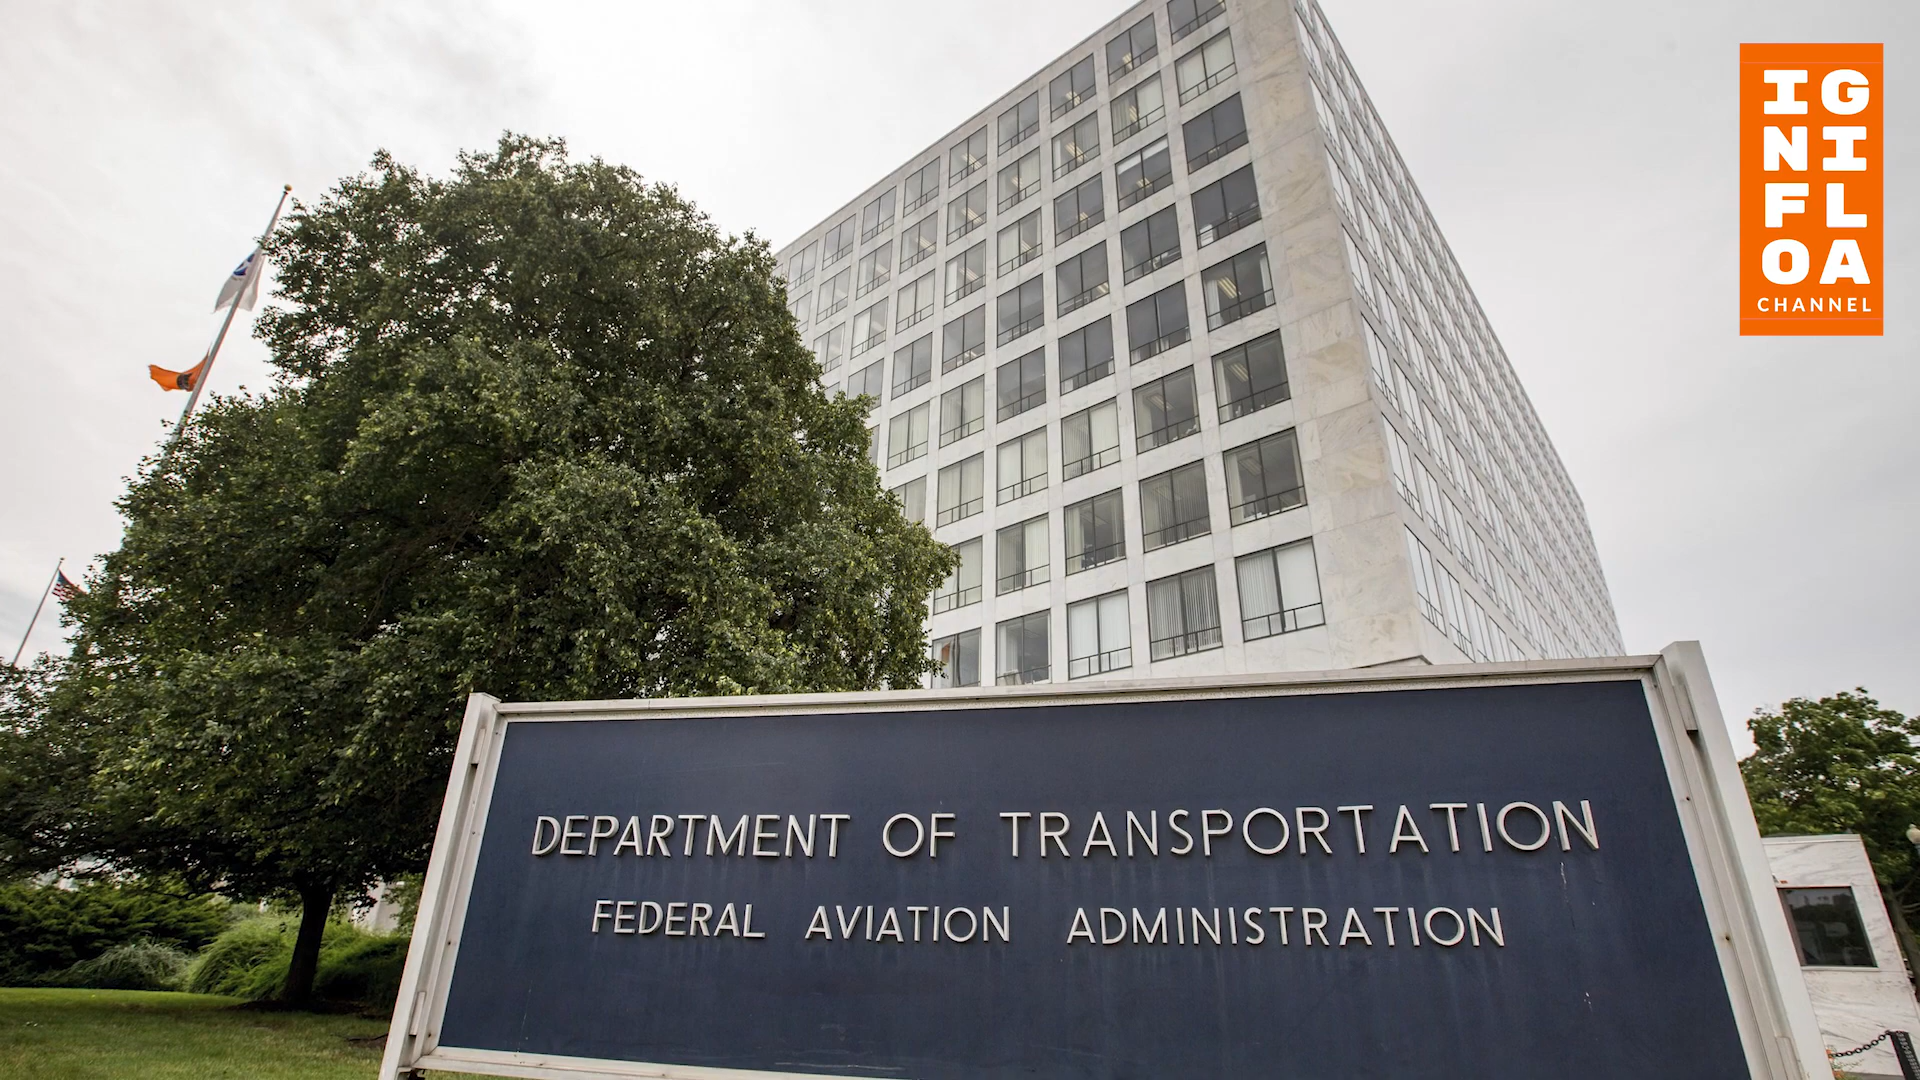 IG
NI
FL
OA
CHANNEL
DEPARTMENT OF TRANSPORTATION
FEDERAL AVIATION ADMINISTRATION